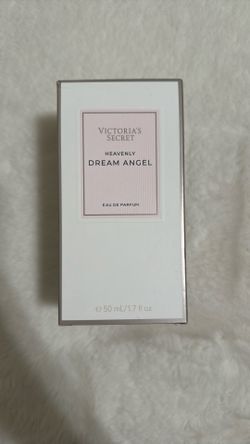 VICTORIA'S
SECRET
HEAVENLY
DREAM ANGEL
EAU DE PARFUM
℮ 50 mL/1.7 fl oz